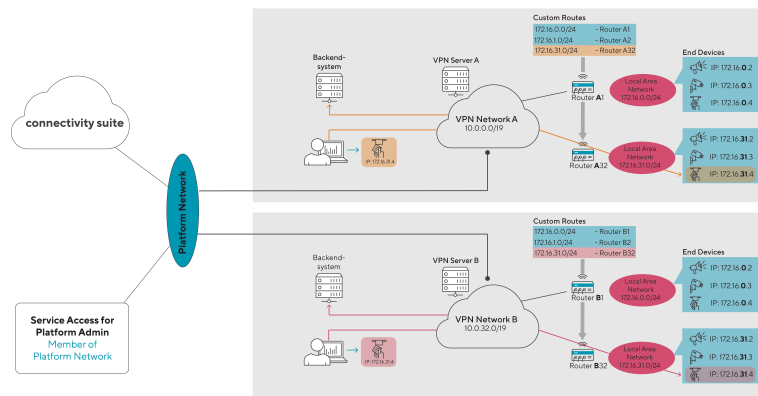 connectivity suite
Platform Network
Service Access for
Platform Admin
Member of
Platform Network
Backend-
system
VPN Server A
VPN Network A
10.0.0.0/19
IP: 172.16.31.4
Custom Routes
172.16.0.0/24 - Router A1
172.16.1.0/24 - Router A2
172.16.31.0/24 - Router A32
Router A1
Router A32
Local Area
Network
172.16.0.0/24
Local Area
Network
172.16.31.0/24
End Devices
IP: 172.16.0.2
IP: 172.16.0.3
IP: 172.16.0.4
IP: 172.16.31.2
IP: 172.16.31.3
IP: 172.16.31.4
Backend-
system
VPN Server B
VPN Network B
10.0.32.0/19
IP: 172.16.31.4
Custom Routes
172.16.0.0/24 - Router B1
172.16.1.0/24 - Router B2
172.16.31.0/24 - Router B32
Router B1
Router B32
Local Area
Network
172.16.0.0/24
Local Area
Network
172.16.31.0/24
End Devices
IP: 172.16.0.2
IP: 172.16.0.3
IP: 172.16.0.4
IP: 172.16.31.2
IP: 172.16.31.3
IP: 172.16.31.4